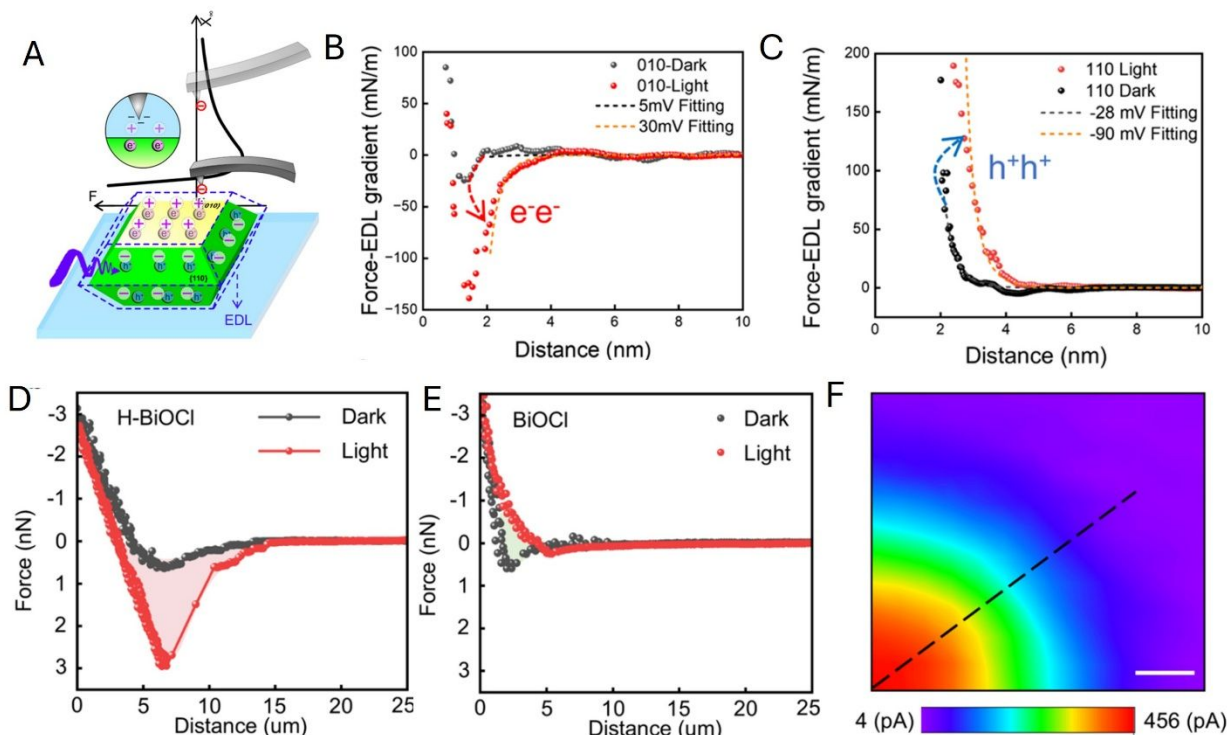 A
F
(010)
{110}
EDL
e⁻ e⁻
e⁻ e⁻ e⁻
e⁻ e⁻ e⁻
h⁺
h⁺ h⁺ h⁺
h⁺ h⁺ h⁺
B
Force-EDL gradient (mN/m)
100
50
0
−50
−100
−150
010-Dark
010-Light
5mV Fitting
30mV Fitting
e⁻e⁻
0 2 4 6 8 10
Distance (nm)
C
Force-EDL gradient (mN/m)
200
150
100
50
0
110 Light
110 Dark
-28 mV Fitting
-90 mV Fitting
h⁺h⁺
0 2 4 6 8 10
Distance (nm)
D
H-BiOCl
Dark
Light
Force (nN)
-3
-2
-1
0
1
2
3
0 5 10 15 20 25
Distance (um)
E
BiOCl
Dark
Light
Force (nN)
-3
-2
-1
0
1
2
3
0 5 10 15 20 25
Distance (um)
F
4 (pA) 456 (pA)